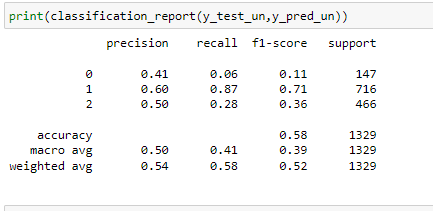 print(classification_report(y_test_un,y_pred_un))
precision recall f1-score support
0 0.41 0.06 0.11 147
1 0.60 0.87 0.71 716
2 0.50 0.28 0.36 466
accuracy 0.58 1329
macro avg 0.50 0.41 0.39 1329
weighted avg 0.54 0.58 0.52 1329